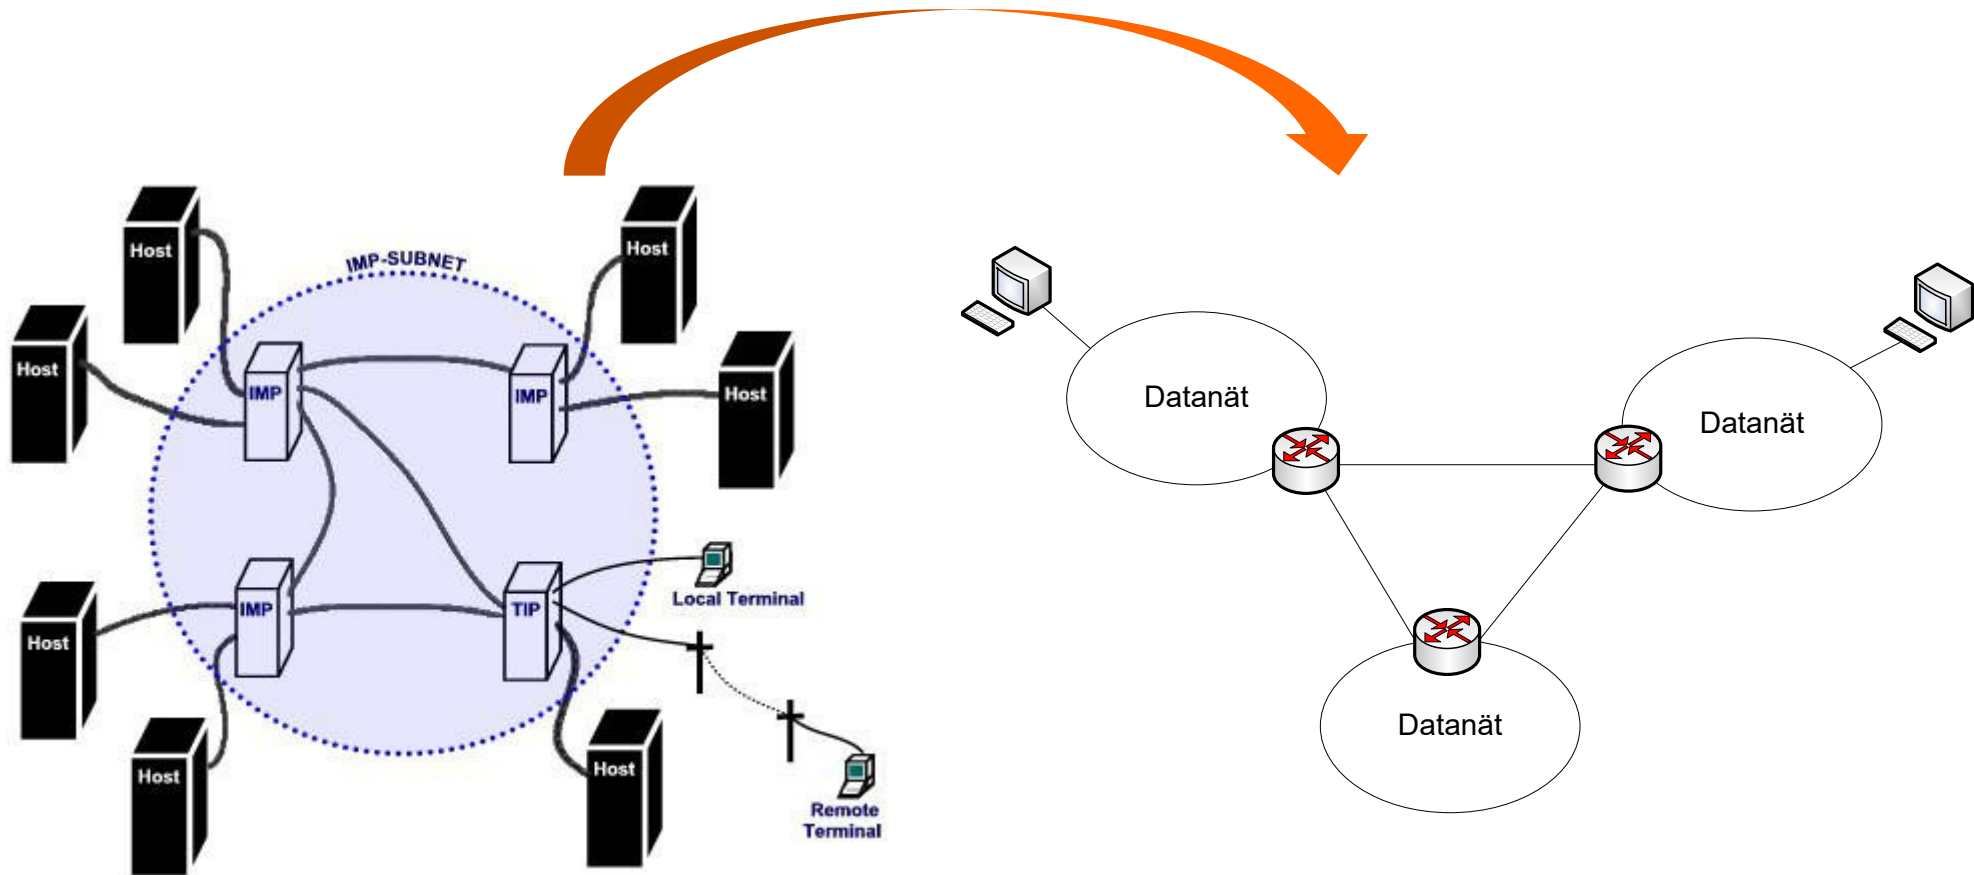 Host
Host
IMP-SUBNET
Host
Host
IMP
IMP
Host
Host
IMP
TIP
Host
Local Terminal
Remote
Terminal
Datanät
Datanät
Datanät